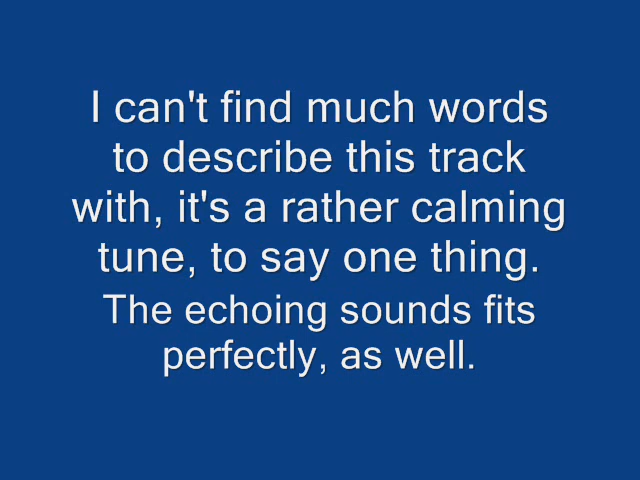 I can't find much words
to describe this track
with, it's a rather calming
tune, to say one thing.
The echoing sounds fits
perfectly, as well.